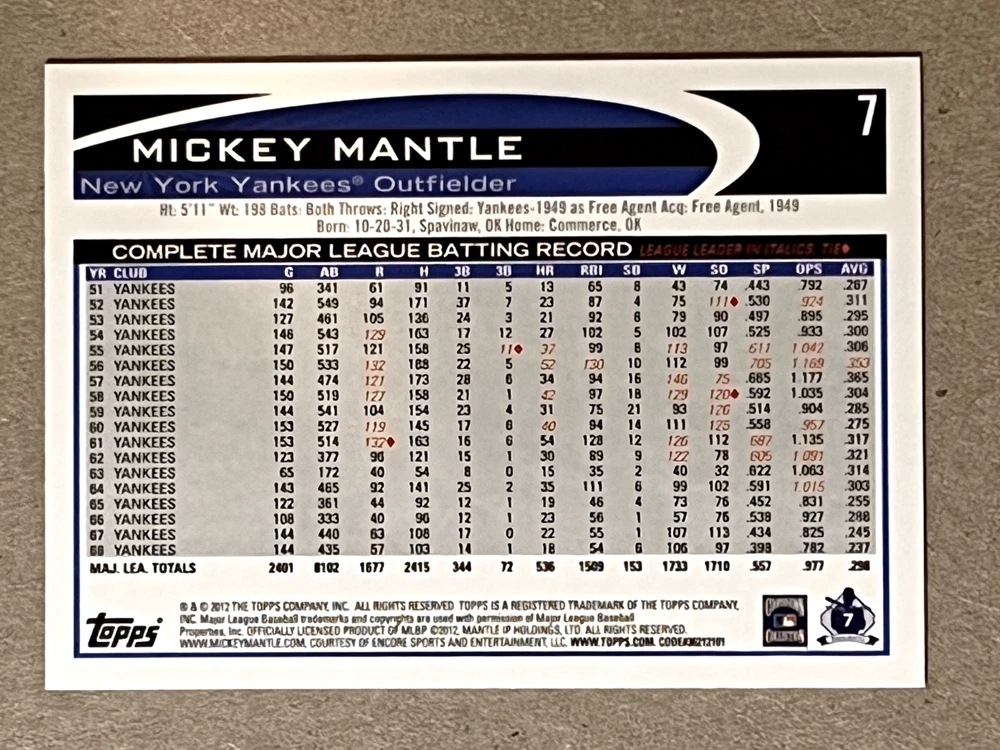 7
MICKEY MANTLE
New York Yankees® Outfielder
Ht: 5'11" Wt: 198 Bats: Both Throws: Right Signed: Yankees-1949 as Free Agent Acq: Free Agent, 1949
Born: 10-20-31, Spavinaw, OK Home: Commerce, OK
COMPLETE MAJOR LEAGUE BATTING RECORD LEAGUE LEADER IN ITALICS, TIE♦
YR CLUB G AB R H 2B 3B HR RBI SB W SO SP OPS AVG
51 YANKEES 96 341 61 91 11 5 13 65 8 43 74 .443 .792 .267
52 YANKEES 142 549 94 171 37 7 23 87 4 75 111♦ .530 .924 .311
53 YANKEES 127 461 105 136 24 3 21 92 8 79 90 .497 .895 .295
54 YANKEES 146 543 129 163 17 12 27 102 5 102 107 .525 .933 .300
55 YANKEES 147 517 121 158 25 11♦ 37 99 8 113 97 .611 1.042 .306
56 YANKEES 150 533 132 188 22 5 52 130 10 112 99 .705 1.169 .353
57 YANKEES 144 474 121 173 28 6 34 94 16 146 75 .665 1.177 .365
58 YANKEES 150 519 127 158 21 1 42 97 18 129 120♦ .592 1.035 .304
59 YANKEES 144 541 104 154 23 4 31 75 21 93 126 .514 .904 .285
60 YANKEES 153 527 119 145 17 6 40 94 14 111 125 .558 .957 .275
61 YANKEES 153 514 132♦ 163 16 6 54 128 12 126 112 .687 1.135 .317
62 YANKEES 123 377 96 121 15 1 30 89 9 122 78 .605 1.091 .321
63 YANKEES 65 172 40 54 8 0 15 35 2 40 32 .622 1.063 .314
64 YANKEES 143 465 92 141 25 2 35 111 6 99 102 .591 1.015 .303
65 YANKEES 122 361 44 92 12 1 19 46 4 73 76 .452 .831 .255
66 YANKEES 108 333 40 96 12 1 23 56 1 57 76 .538 .927 .288
67 YANKEES 144 440 63 108 17 0 22 55 1 107 113 .434 .825 .245
68 YANKEES 144 435 57 103 14 1 18 54 6 106 97 .398 .782 .237
MAJ. LEA. TOTALS 2401 8102 1677 2415 344 72 536 1509 153 1733 1710 .557 .977 .298
® & © 2012 THE TOPPS COMPANY, INC. ALL RIGHTS RESERVED. TOPPS IS A REGISTERED TRADEMARK OF THE TOPPS COMPANY,
INC. Major League Baseball trademarks and copyrights are used with permission of Major League Baseball
Properties, Inc. OFFICIALLY LICENSED PRODUCT OF MLBP ©2012. MANTLE IP HOLDINGS, LTD. ALL RIGHTS RESERVED.
WWW.MICKEYMANTLE.COM. COURTESY OF ENCORE SPORTS AND ENTERTAINMENT, LLC. WWW.TOPPS.COM. CODE#36212101
Topps
COLLECTION
7